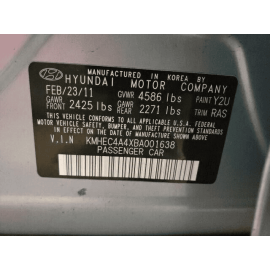 MANUFACTURED IN KOREA BY
HYUNDAI MOTOR COMPANY
FEB/23/11 GVWR 4586 lbs
GAWR FRONT 2425 lbs GAWR REAR 2271 lbs PAINT Y2U
TRIM RAS
THIS VEHICLE CONFORMS TO ALL APPLICABLE
U.S. FEDERAL MOTOR VEHICLE SAFETY,
BUMPER, AND THEFT PREVENTION STANDARDS
IN EFFECT ON THE DATE OF MANUFACTURE
SHOWN ABOVE.
V.I.N KMHEC4A4XBA001638
PASSENGER CAR